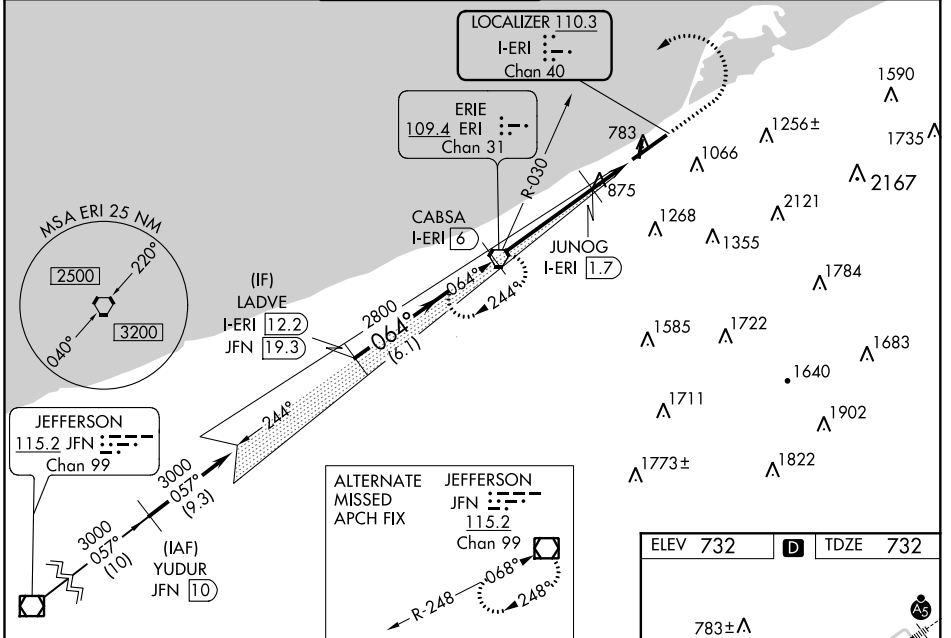 LOCALIZER 110.3
I-ERI
Chan 40
ERIE
109.4 ERI
Chan 31
R-030
783
875
1066
1256±
1590
1735
2167
2121
1268
1355
1784
1585
1722
1683
1640
1711
1902
1773±
1822
MSA ERI 25 NM
2500
220°
3200
040°
CABSA
I-ERI 6
JUNOG
I-ERI 1.7
(IF)
LADVE
I-ERI 12.2
JFN 19.3
2800
064°
(6.1)
064°
244°
244°
JEFFERSON
115.2 JFN
Chan 99
3000
057°
(9.3)
3000
057°
(10)
(IAF)
YUDUR
JFN 10
ALTERNATE
MISSED
APCH FIX
JEFFERSON
JFN
115.2
Chan 99
R-248
068°
248°
ELEV 732 D TDZE 732
783±
A5